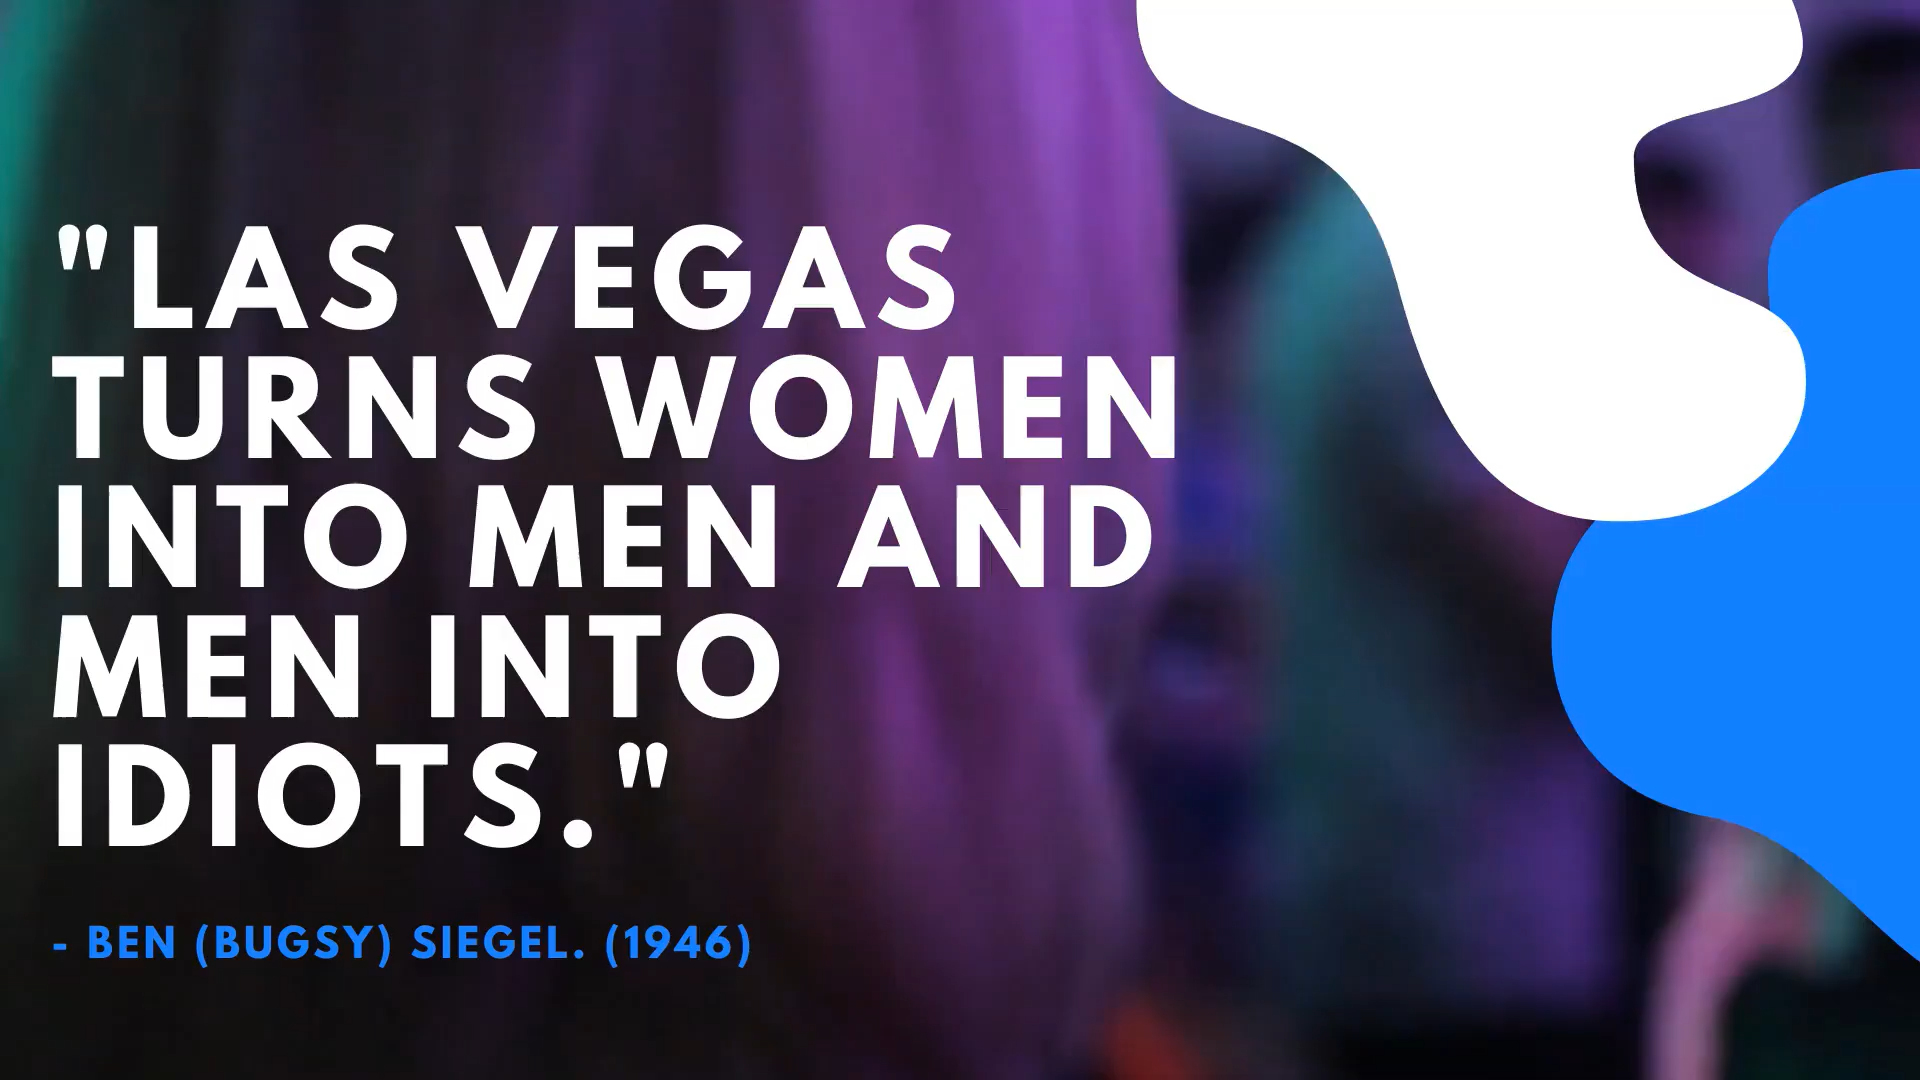 "LAS VEGAS
TURNS WOMEN
INTO MEN AND
MEN INTO
IDIOTS."
- BEN (BUGSY) SIEGEL. (1946)